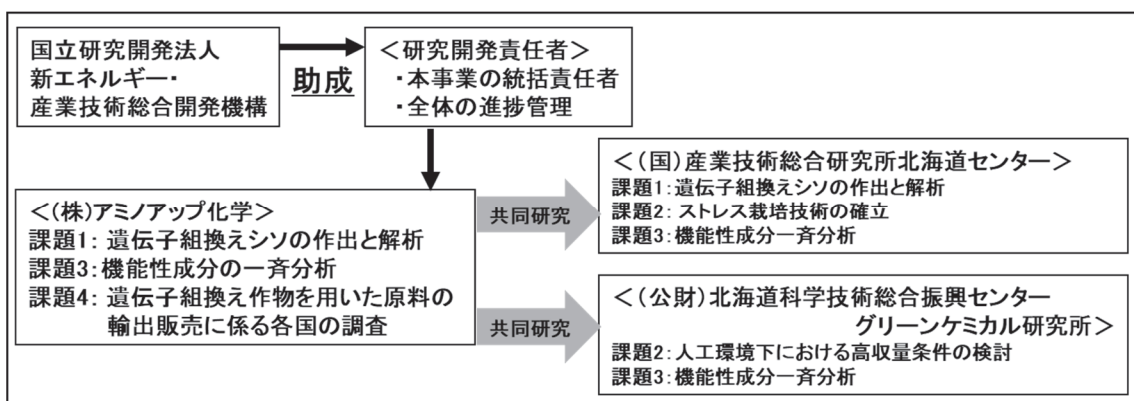 国立研究開発法人
新エネルギー・
産業技術総合開発機構
助成
＜研究開発責任者＞
・本事業の統括責任者
・全体の進捗管理
＜(株)アミノアップ化学＞
課題1： 遺伝子組換えシソの作出と解析
課題3：機能性成分の一斉分析
課題4： 遺伝子組換え作物を用いた原料の
輸出販売に係る各国の調査
共同研究
＜(国)産業技術総合研究所北海道センター＞
課題1：遺伝子組換えシソの作出と解析
課題2： ストレス栽培技術の確立
課題3：機能性成分一斉分析
共同研究
＜(公財)北海道科学技術総合振興センター
グリーンケミカル研究所＞
課題2：人工環境下における高収量条件の検討
課題3：機能性成分一斉分析